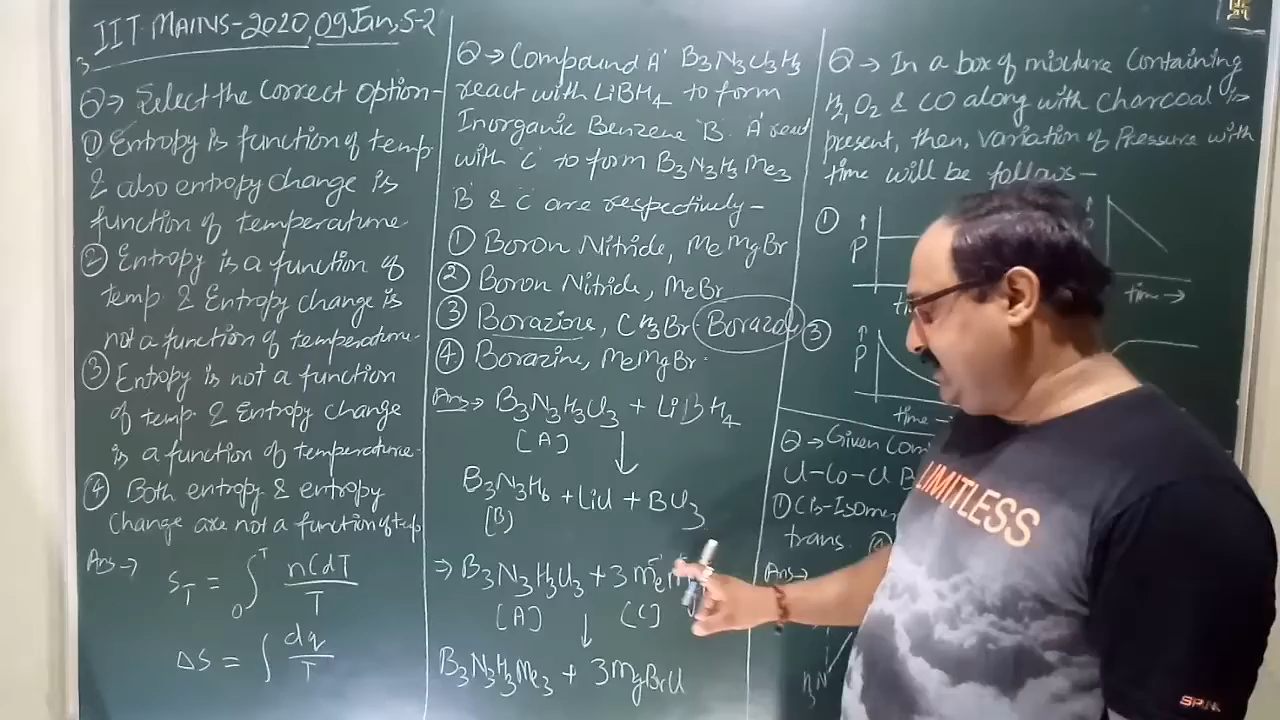 IIT MAINS-2020, 09 Jan, S-2
Q→ Select the Correct Option-
① Entropy is function of temp.
& also entropy change is
function of temperature.
② Entropy is a function of
temp & Entropy change is
not a function of temperature.
③ Entropy is not a function
of temp & Entropy change
is a function of temperature.
④ Both entropy & entropy
change are not a function of temp
Ans→ S_T = ∫₀ᵀ nCdT/T
ΔS = ∫ dq/T
Q→ Compound 'A' B₃N₃Cl₃H₃
react with LiBH₄ to form
Inorganic Benzene 'B'. 'A' react
with 'C' to form B₃N₃H₃Me₃
B & C are respectively-
① Boron Nitride, MeMgBr
② Boron Nitride, MeBr
③ Borazine, CH₃Br. Borazole
④ Borazine, MeMgBr.
Ans→ B₃N₃H₃Cl₃ + LiBH₄
[A] ↓
B₃N₃H₆ + LiCl + BCl₃
[B]
→ B₃N₃H₃Cl₃ + 3 Me
[A] ↓ [C]
B₃N₃H₃Me₃ + 3MgBrCl
Q→ In a box of mixture Containing
H₂, O₂ & CO along with charcoal is
present, then, variation of Pressure with
time will be follows-
①
↑
P
time →
③
↑
P
time →
Q→ Given
Cl-Co-Cl B
① Cis-Isome
trans.
Ans→
LIMITLESS